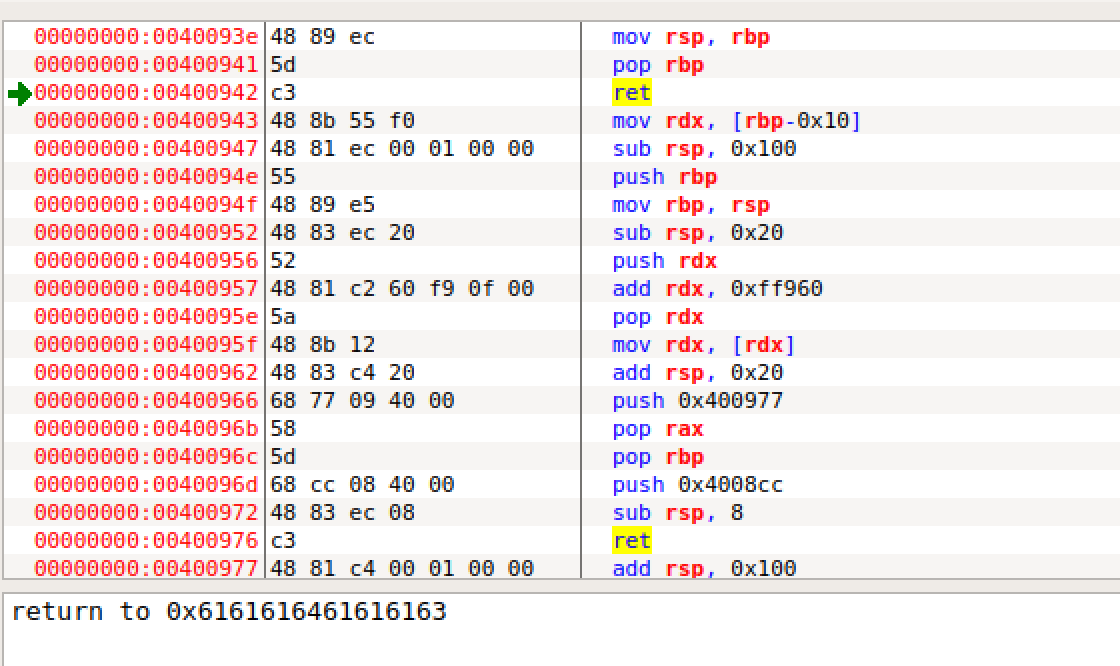 00000000:0040093e 48 89 ec mov rsp, rbp
00000000:00400941 5d pop rbp
00000000:00400942 c3 ret
00000000:00400943 48 8b 55 f0 mov rdx, [rbp-0x10]
00000000:00400947 48 81 ec 00 01 00 00 sub rsp, 0x100
00000000:0040094e 55 push rbp
00000000:0040094f 48 89 e5 mov rbp, rsp
00000000:00400952 48 83 ec 20 sub rsp, 0x20
00000000:00400956 52 push rdx
00000000:00400957 48 81 c2 60 f9 0f 00 add rdx, 0xff960
00000000:0040095e 5a pop rdx
00000000:0040095f 48 8b 12 mov rdx, [rdx]
00000000:00400962 48 83 c4 20 add rsp, 0x20
00000000:00400966 68 77 09 40 00 push 0x400977
00000000:0040096b 58 pop rax
00000000:0040096c 5d pop rbp
00000000:0040096d 68 cc 08 40 00 push 0x4008cc
00000000:00400972 48 83 ec 08 sub rsp, 8
00000000:00400976 c3 ret
00000000:00400977 48 81 c4 00 01 00 00 add rsp, 0x100
return to 0x6161616461616163